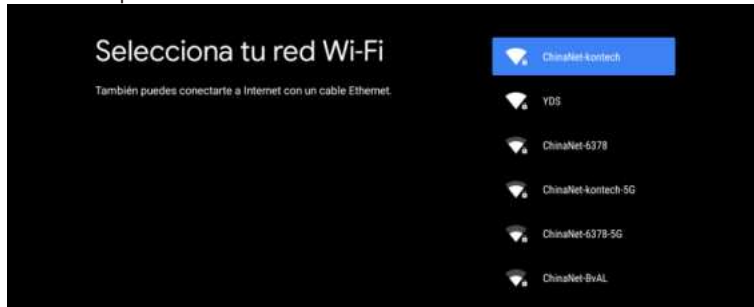 Selecciona tu red Wi-Fi
También puedes conectarte a Internet con un cable Ethernet.
ChinaNet-kontech
YDS
ChinaNet-6378
ChinaNet-kontech-5G
ChinaNet-6378-5G
ChinaNet-BvAL